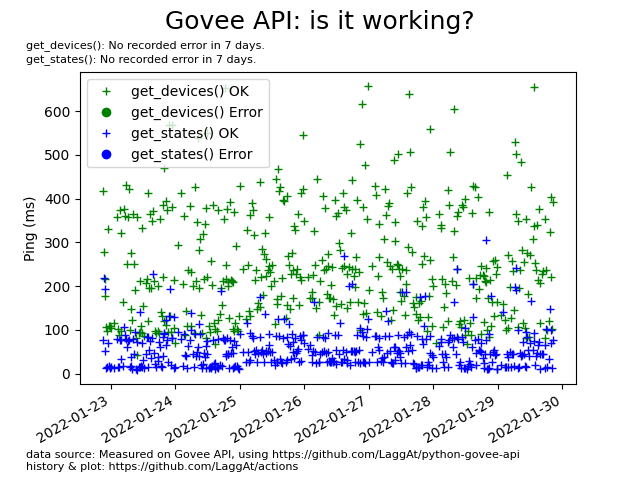 Govee API: is it working?
get_devices(): No recorded error in 7 days.
get_states(): No recorded error in 7 days.
get_devices() OK
get_devices() Error
get_states() OK
get_states() Error
Ping (ms)
600
500
400
300
200
100
0
2022-01-23
2022-01-24
2022-01-25
2022-01-26
2022-01-27
2022-01-28
2022-01-29
2022-01-30
data source: Measured on Govee API, using https://github.com/LaggAt/python-govee-api
history & plot: https://github.com/LaggAt/actions